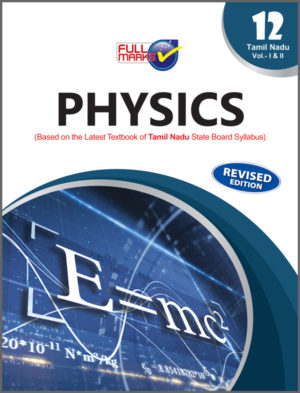 12
Tamil Nadu
Vol.- I & II
FULL
MARKS
PHYSICS
(Based on the Latest Textbook of Tamil Nadu State Board Syllabus)
REVISED
EDITION
E=mc²
20*10⁻¹¹ N*m²/kg